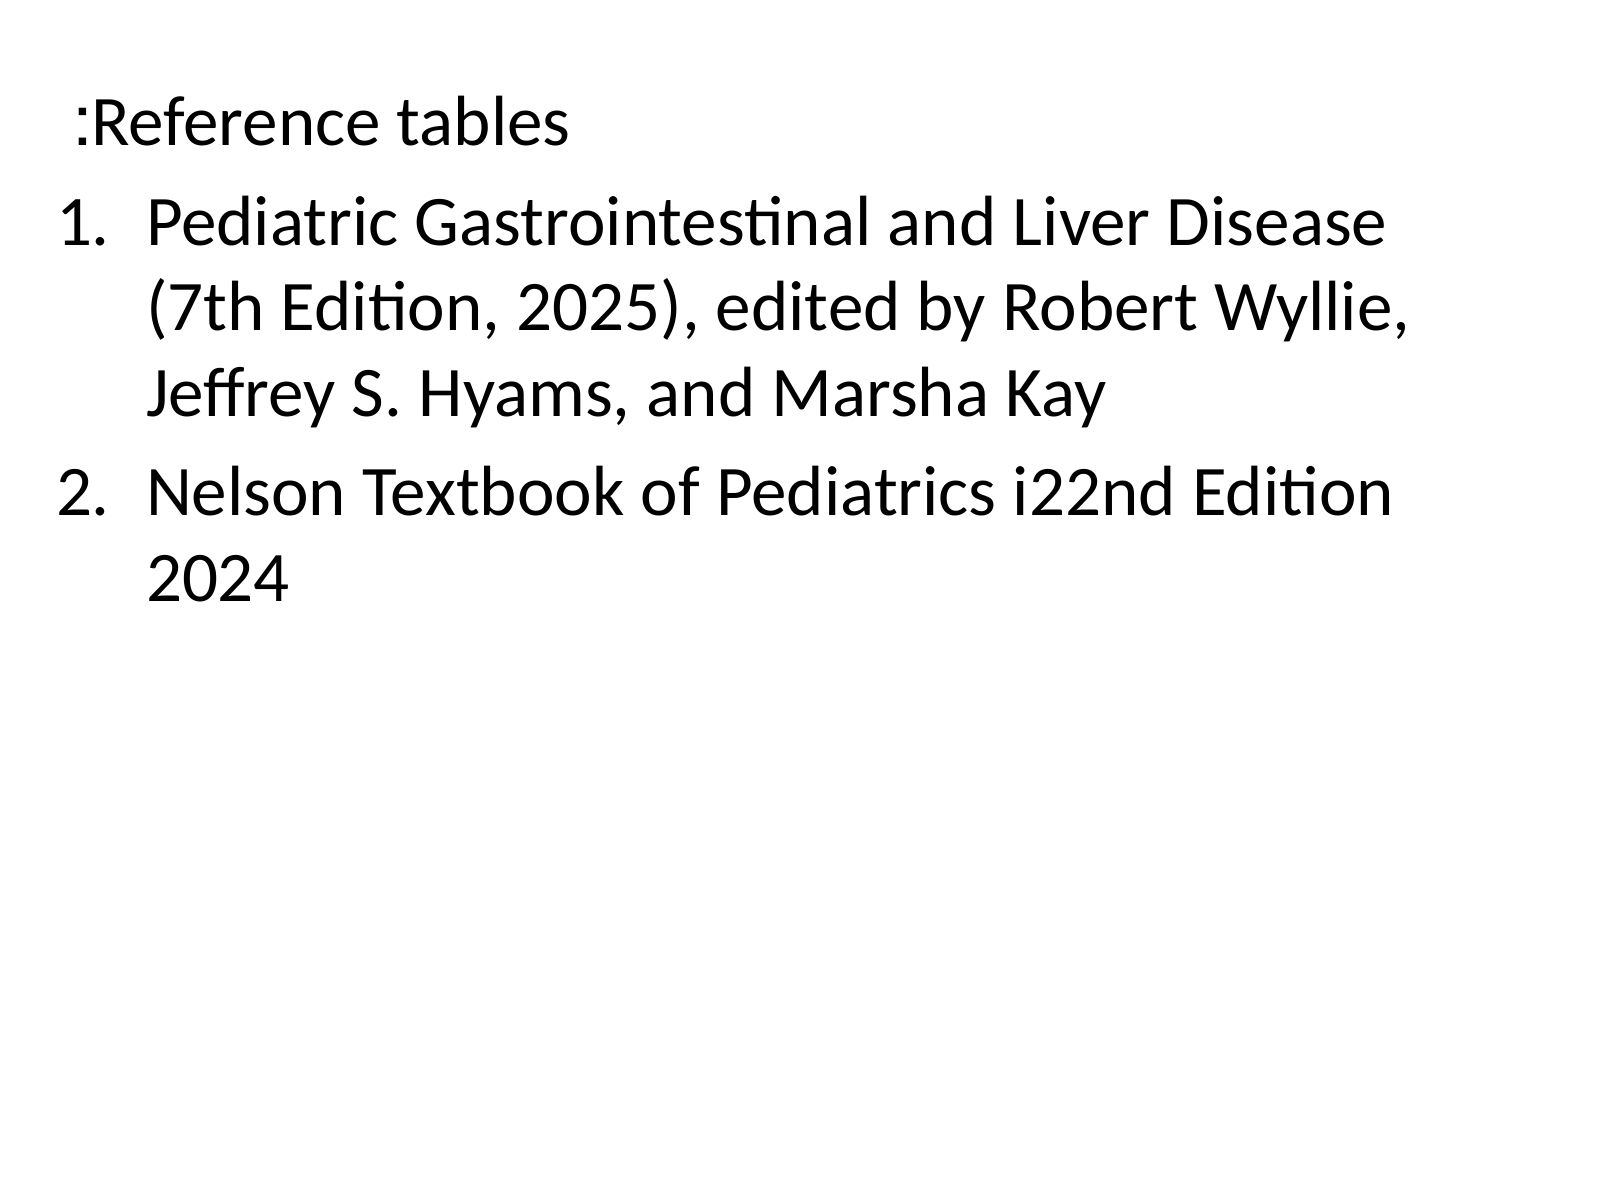 :Reference tables
1. Pediatric Gastrointestinal and Liver Disease
(7th Edition, 2025), edited by Robert Wyllie,
Jeffrey S. Hyams, and Marsha Kay
2. Nelson Textbook of Pediatrics i22nd Edition
2024